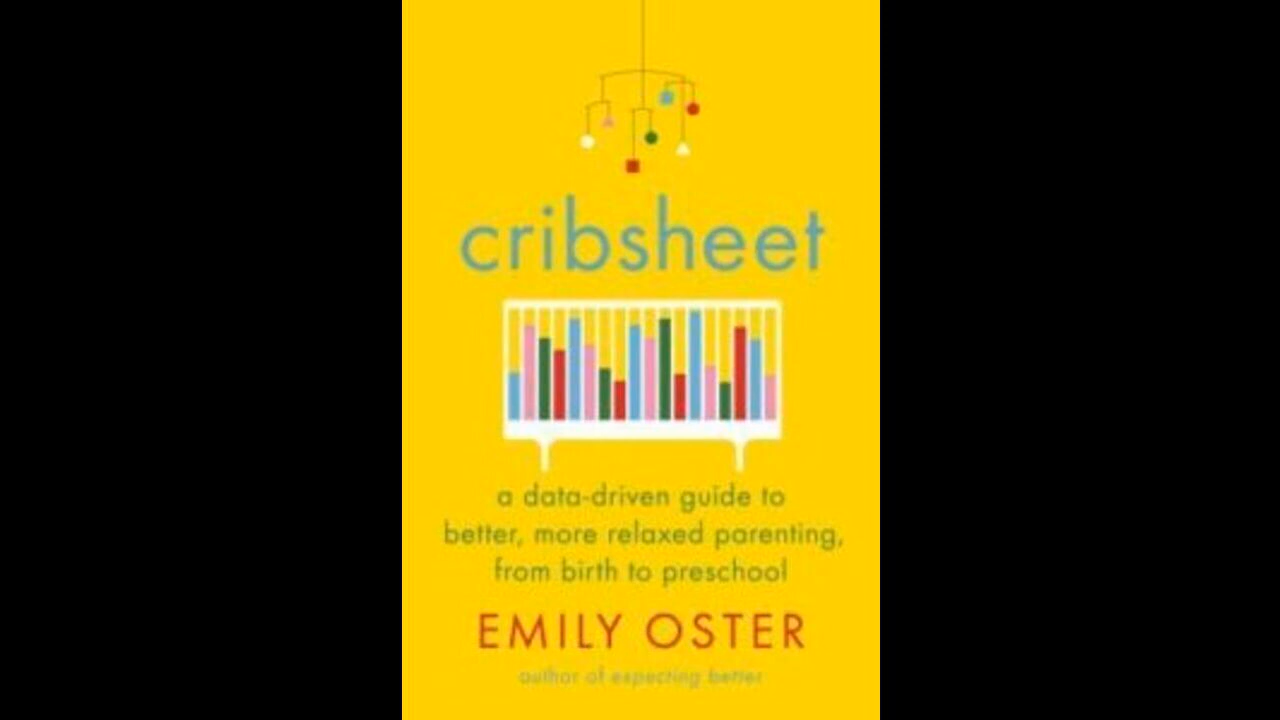 cribsheet
a data-driven guide to
better, more relaxed parenting,
from birth to preschool
EMILY OSTER
author of expecting better